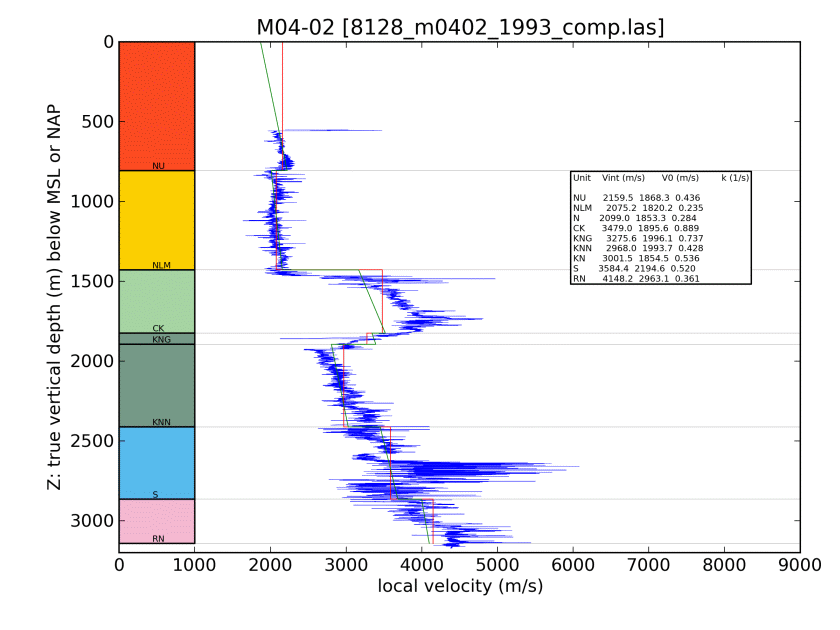 M04-02 [8128_m0402_1993_comp.las]
0
500
1000
1500
2000
2500
3000
Z: true vertical depth (m) below MSL or NAP
NU
NLM
CK
KNG
KNN
S
RN
Unit Vint (m/s) V0 (m/s) k (1/s)
NU 2159.5 1868.3 0.436
NLM 2075.2 1820.2 0.235
N 2099.0 1853.3 0.284
CK 3479.0 1895.6 0.889
KNG 3275.6 1996.1 0.737
KNN 2968.0 1993.7 0.428
KN 3001.5 1854.5 0.536
S 3584.4 2194.6 0.520
RN 4148.2 2963.1 0.361
0 1000 2000 3000 4000 5000 6000 7000 8000 9000
local velocity (m/s)